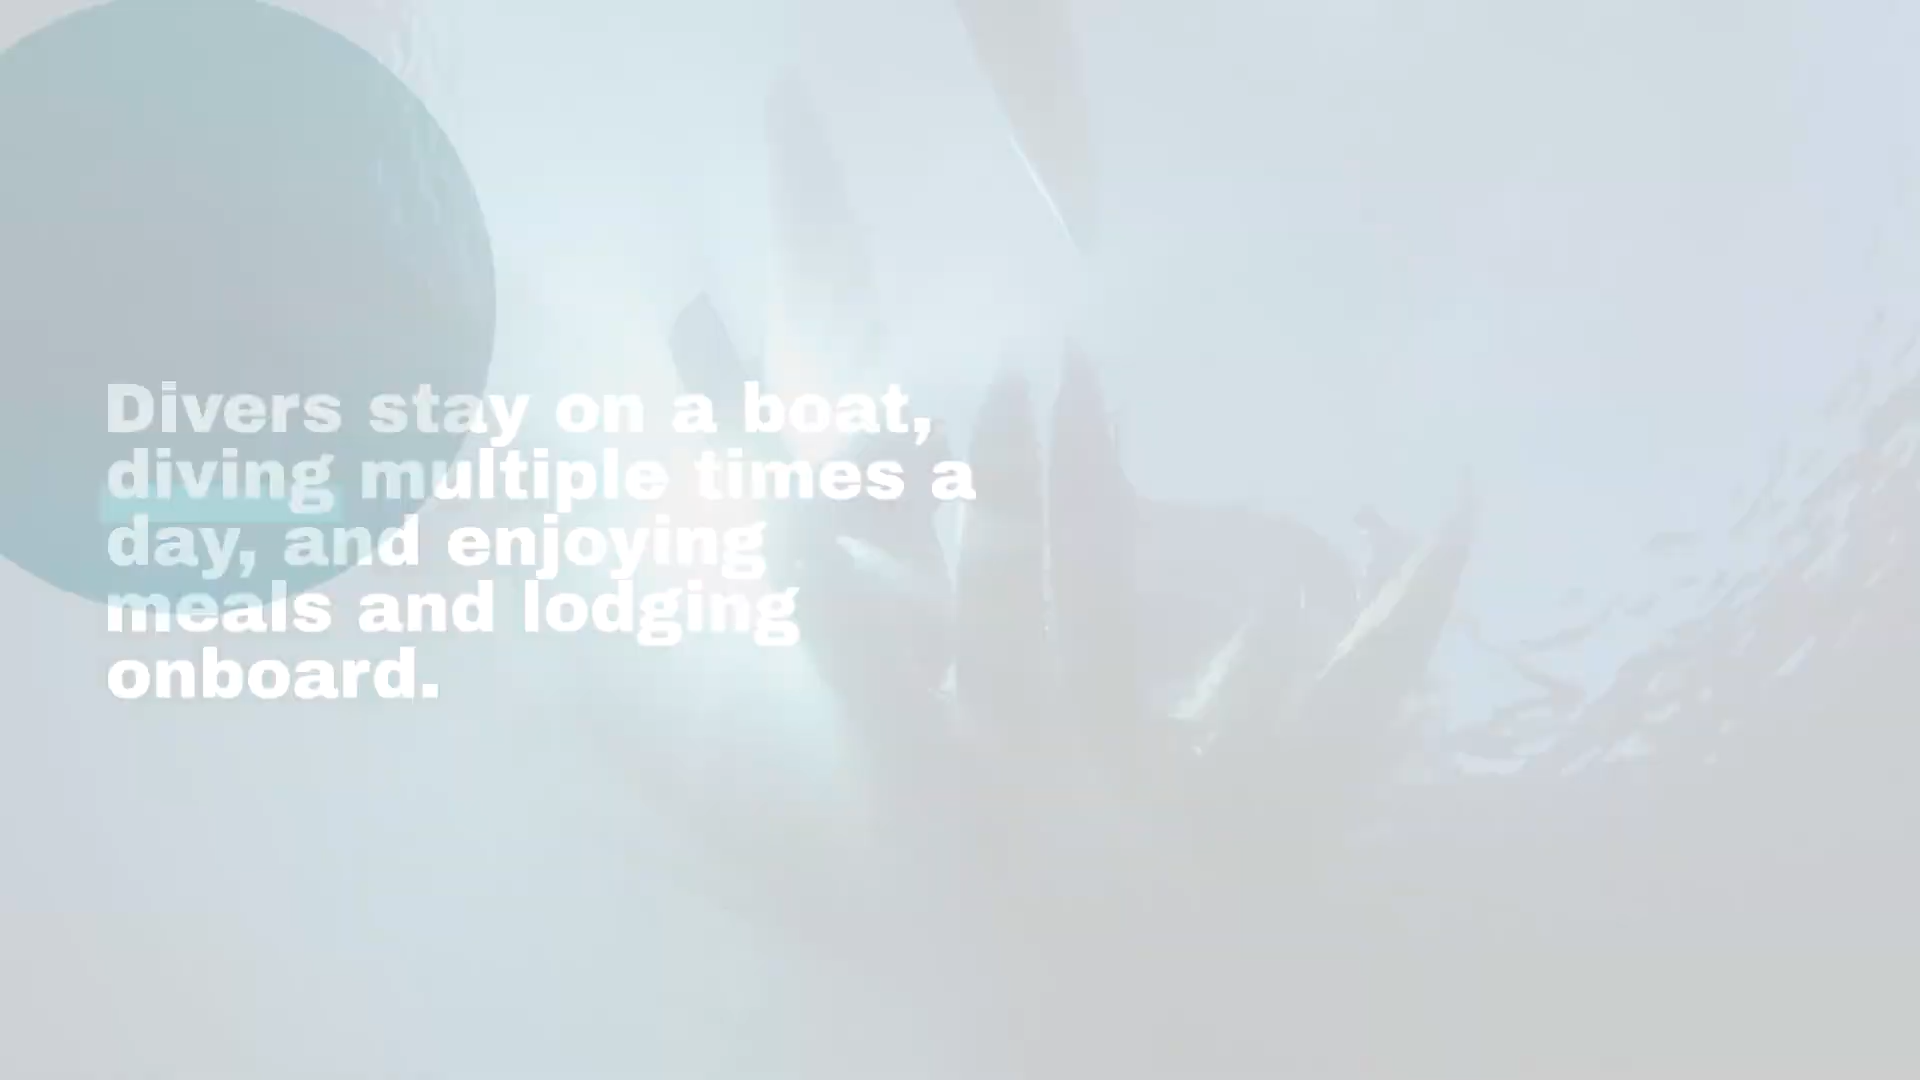 Divers stay on a boat,
diving multiple times a
day, and enjoying
meals and lodging
onboard.